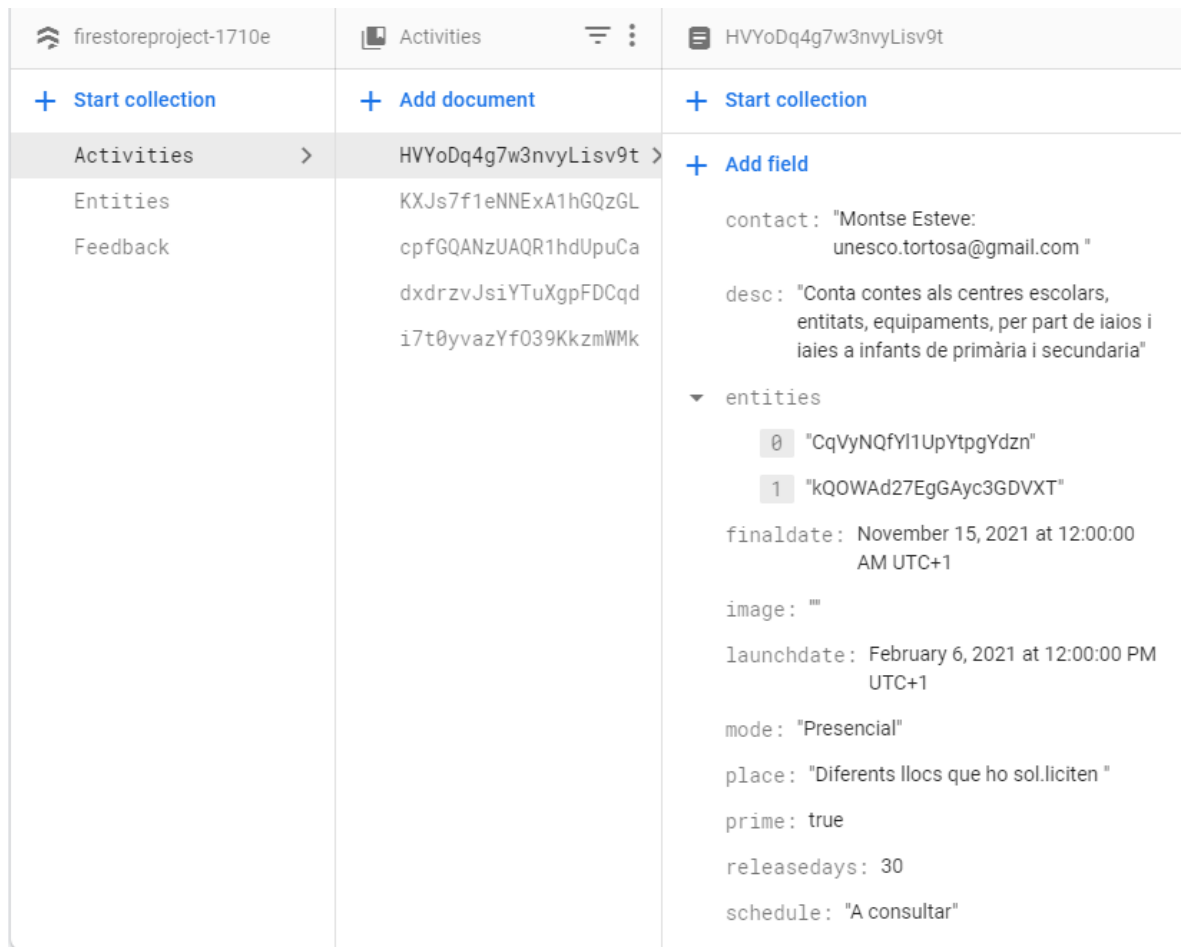 firestoreproject-1710e
Activities
HVYoDq4g7w3nvyLisv9t
Start collection
Add document
Start collection
Activities
Entities
Feedback
HVYoDq4g7w3nvyLisv9t
KXJs7f1eNNExA1hGQzGL
cpfGQANzUAQR1hdUpuCa
dxdrzvJsiYTuXgpFDCqd
i7t0yvazYfO39KkzmWMk
Add field
contact: "Montse Esteve:
unesco.tortosa@gmail.com "
desc: "Conta contes als centres escolars,
entitats, equipaments, per part de iaios i
iaies a infants de primària i secundaria"
entities
0 "CqVyNQfYl1UpYtpgYdzn"
1 "kQOWAd27EgGAyc3GDVXT"
finaldate: November 15, 2021 at 12:00:00
AM UTC+1
image: ""
launchdate: February 6, 2021 at 12:00:00 PM
UTC+1
mode: "Presencial"
place: "Diferents llocs que ho sol.liciten "
prime: true
releasedays: 30
schedule: "A consultar"